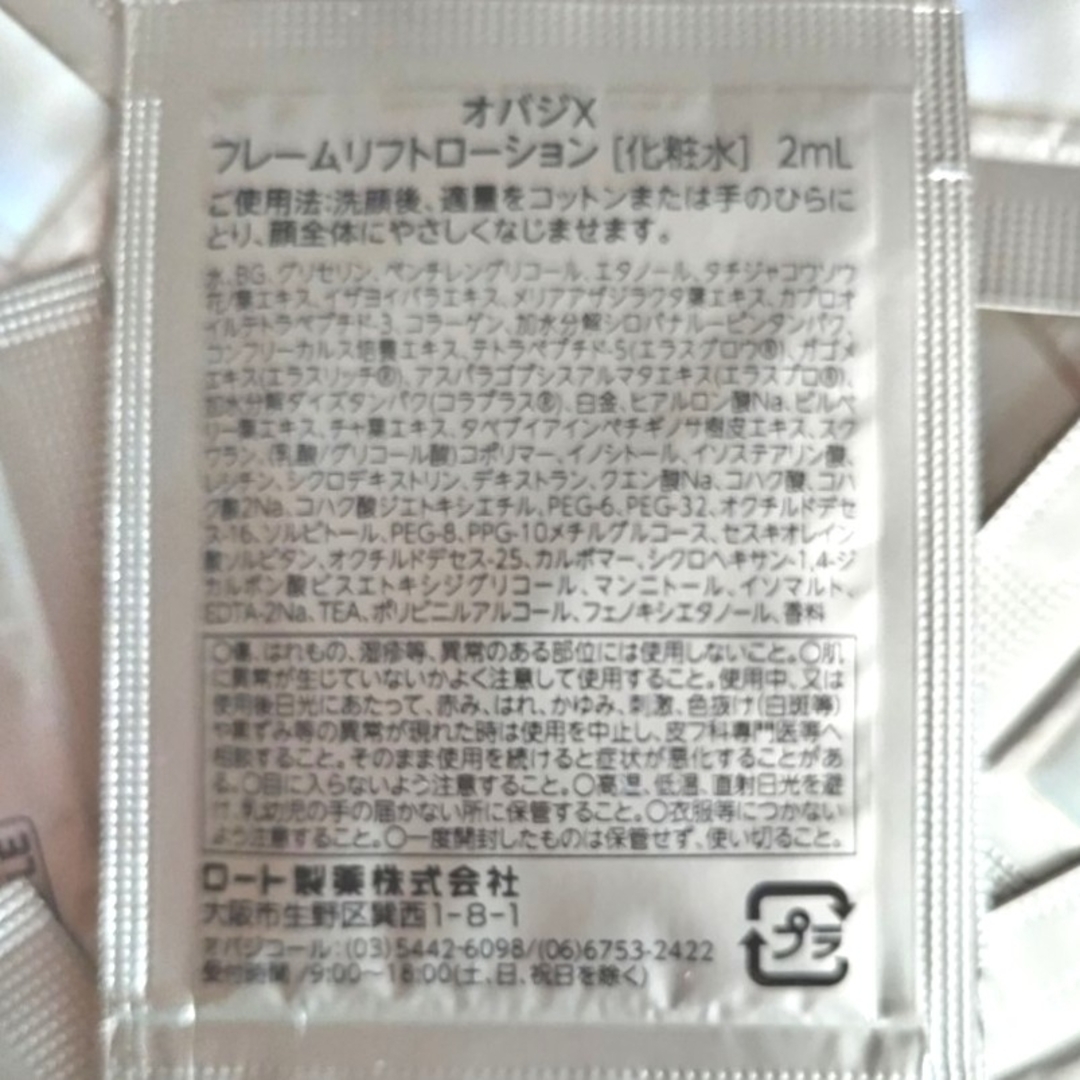 オバジX
フレームリフトローション [化粧水] 2mL
ご使用法:洗顔後、適量をコットンまたは手のひらに
とり、顔全体にやさしくなじませます。
水、BG、グリセリン、ペンチレングリコール、エタノール、タチジャコウソウ
花/葉エキス、イザヨイバラエキス、メリアアザジラクタ葉エキス、カプロオ
イルテトラペプチド-3、コラーゲン、加水分解シロバナルーピンタンパク、
コンフリーカルス培養エキス、テトラペプチド-5(エラスグロウ®)、ガゴメ
エキス(エラスリッチ®)、アスパラゴプシスアルマタエキス(エラスプロ®)、
加水分解ダイズタンパク(コラプラス®)、白金、ヒアルロン酸Na、ビルベ
リー葉エキス、チャ葉エキス、タベブイアインペチギノサ樹皮エキス、スク
ワラン、(乳酸/グリコール酸)コポリマー、イノシトール、イソステアリン酸、
レシチン、シクロデキストリン、デキストラン、クエン酸Na、コハク酸、コハ
ク酸2Na、コハク酸ジエトキシエチル、PEG-6、PEG-32、オクチルドデセ
ス-16、ソルビトール、PEG-8、PPG-10メチルグルコース、セスキオレイン
酸ソルビタン、オクチルドデセス-25、カルボマー、シクロヘキサン-1,4-ジ
カルボン酸ビスエトキシジグリコール、マンニトール、イソマルト、
EDTA-2Na、TEA、ポリビニルアルコール、フェノキシエタノール、香料
○傷、はれもの、湿疹等、異常のある部位には使用しないこと。○肌
に異常が生じていないかよく注意して使用すること。使用中、又は
使用後日光にあたって、赤み、はれ、かゆみ、刺激、色抜け(白斑等)
や黒ずみ等の異常が現れた時は使用を中止し、皮フ科専門医等へ
相談すること。そのまま使用を続けると症状が悪化することがあ
る。○目に入らないよう注意すること。○高温、低温、直射日光を避
け、乳幼児の手の届かない所に保管すること。○衣服等につかない
よう注意すること。○一度開封したものは保管せず、使い切ること。
ロート製薬株式会社
大阪市生野区巽西1-8-1
オバジコール:(03)5442-6098/(06)6753-2422
受付時間/9:00〜18:00(土、日、祝日を除く)
プラ
LE